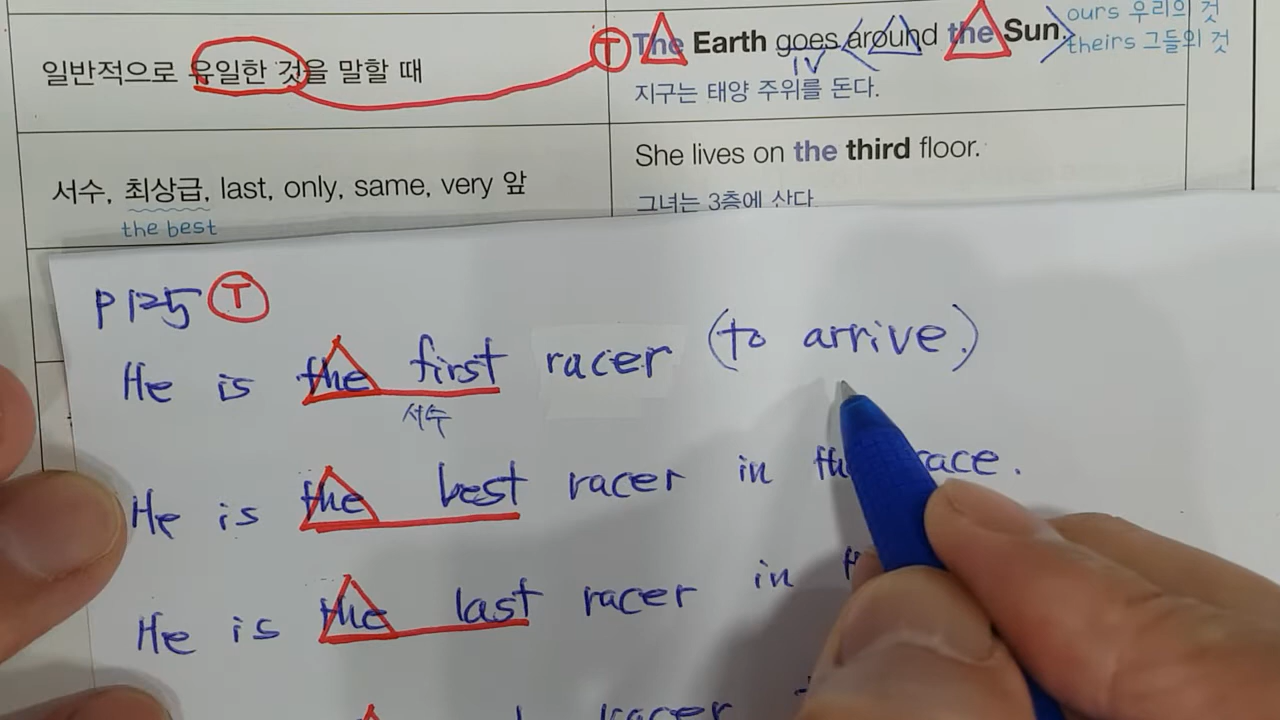 일반적으로 유일한 것을 말할 때
Ⓣ The Earth goes around the Sun.
IV
ours 우리의 것
theirs 그들의 것
지구는 태양 주위를 돈다.
서수, 최상급, last, only, same, very 앞
the best
She lives on the third floor.
그녀는 3층에 산다.
P125 Ⓣ
He is the first racer (to arrive.)
서수
He is the best racer in race.
He is the last racer in
racer